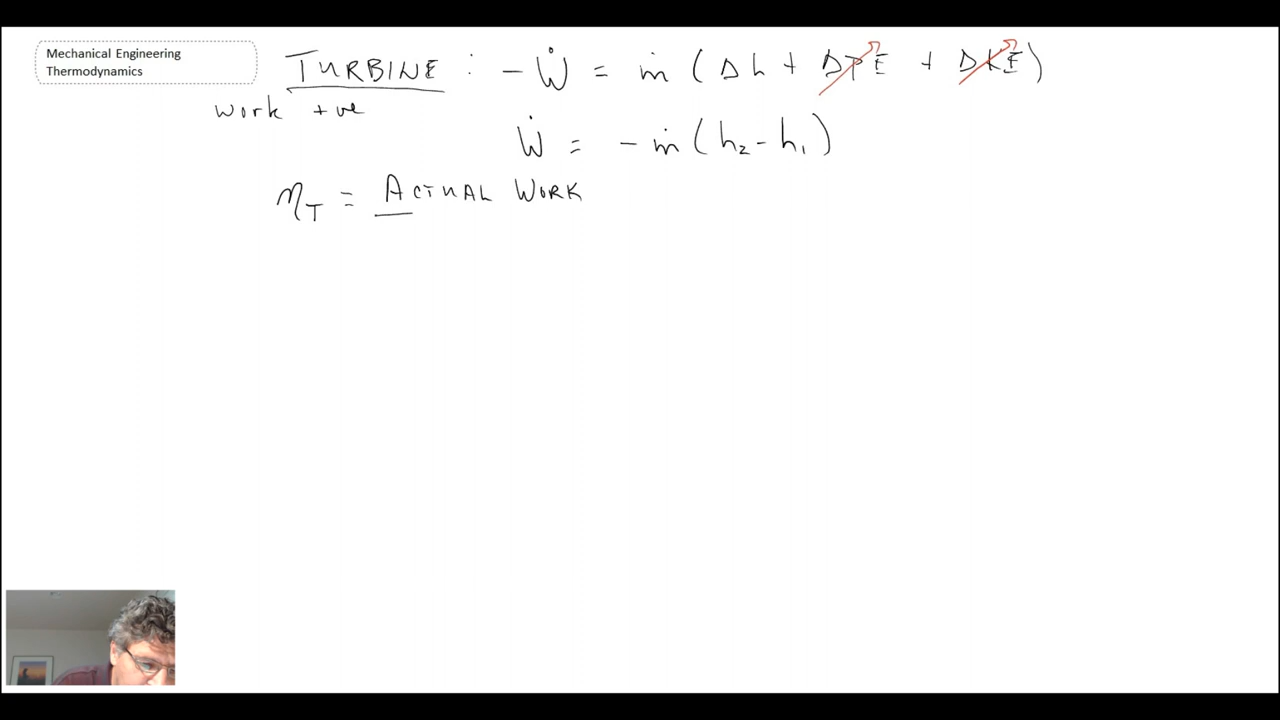 Mechanical Engineering
Thermodynamics
TURBINE : - Ẇ = ṁ ( Δh + ΔPE + ΔKE )
Work +ve
Ẇ = - ṁ ( h₂ - h₁ )
η_T = ACTUAL WORK